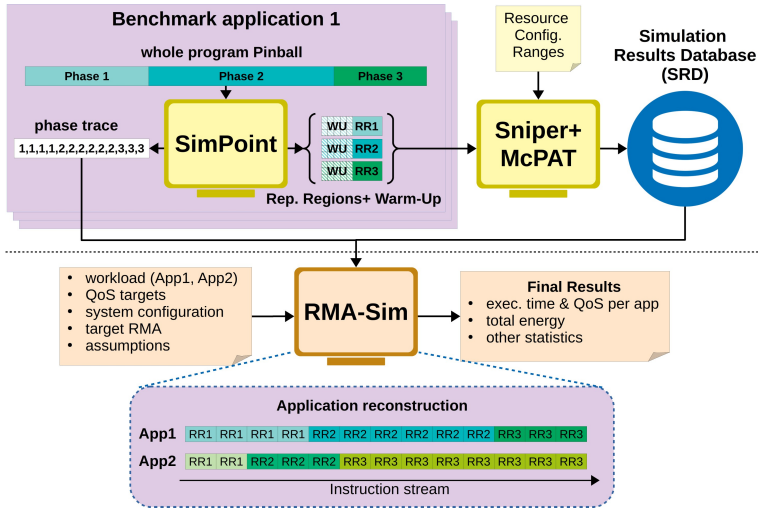 Benchmark application 1
whole program Pinball
Phase 1 Phase 2 Phase 3
phase trace
1,1,1,1,2,2,2,2,2,2,3,3,3
SimPoint
WU RR1
WU RR2
WU RR3
Rep. Regions+ Warm-Up
Resource
Config.
Ranges
Sniper+
McPAT
Simulation
Results Database
(SRD)
• workload (App1, App2)
• QoS targets
• system configuration
• target RMA
• assumptions
RMA-Sim
Final Results
• exec. time & QoS per app
• total energy
• other statistics
Application reconstruction
App1 RR1 RR1 RR1 RR1 RR2 RR2 RR2 RR2 RR2 RR2 RR3 RR3 RR3
App2 RR1 RR1 RR2 RR2 RR2 RR3 RR3 RR3 RR3 RR3 RR3 RR3 RR3
Instruction stream